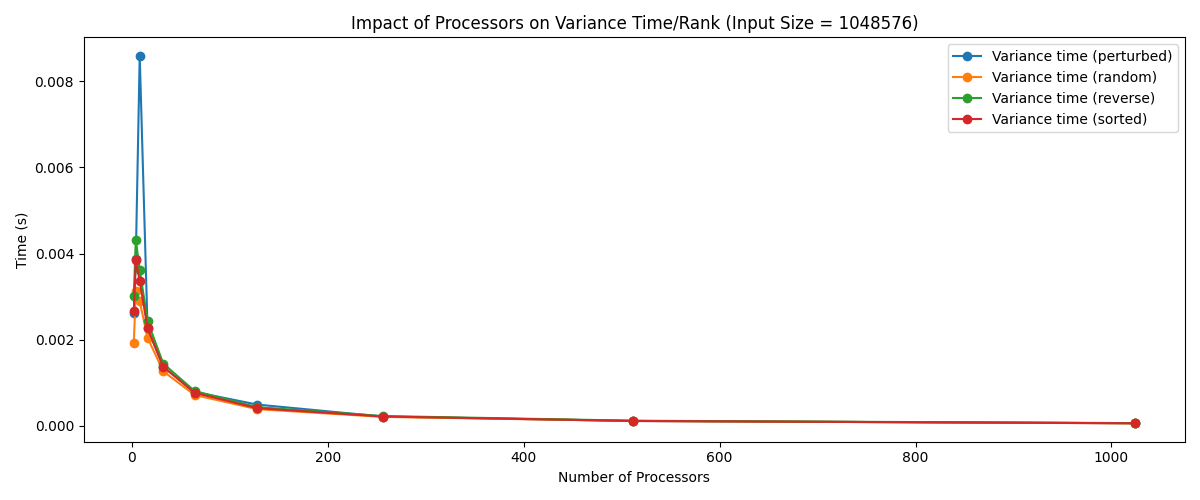 Impact of Processors on Variance Time/Rank (Input Size = 1048576)
Variance time (perturbed)
Variance time (random)
Variance time (reverse)
Variance time (sorted)
Time (s)
0.008
0.006
0.004
0.002
0.000
0 200 400 600 800 1000
Number of Processors